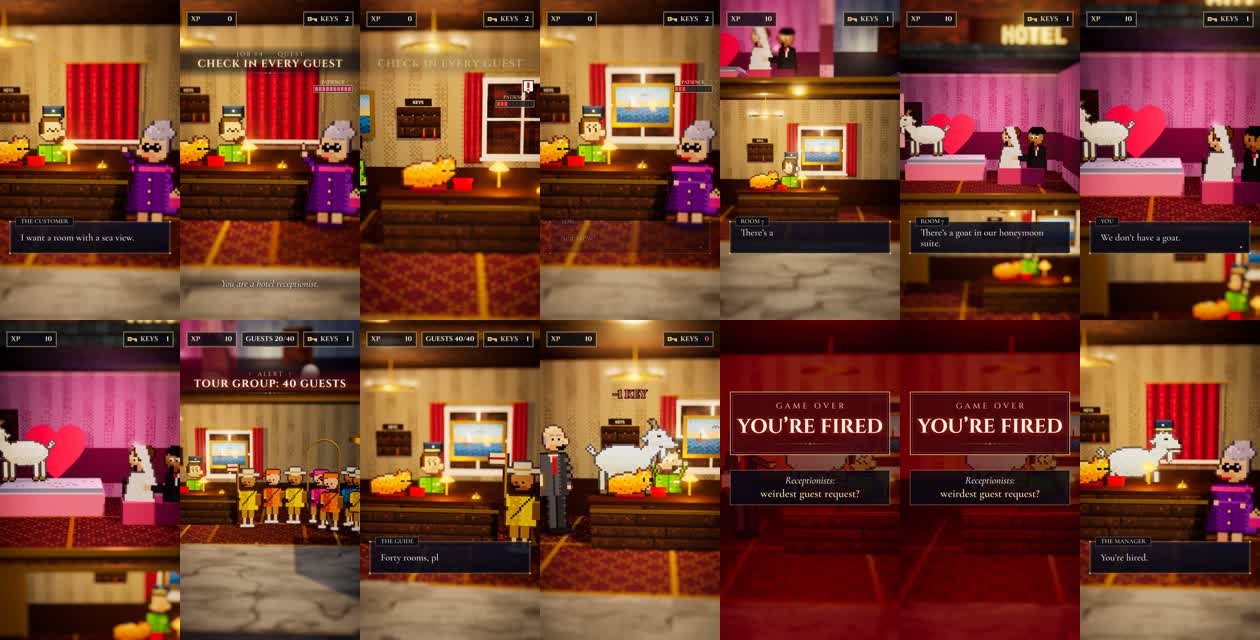 XP 0
KEYS 2
KEYS
THE CUSTOMER
I want a room with a sea view.
XP 0
KEYS 2
JOB #4 QUEST
CHECK IN EVERY GUEST
PATIENCE
You are a hotel receptionist.
XP 0
KEYS 2
CHECK IN EVERY GUEST
KEYS
!
XP 0
KEYS 2
PATIENCE
XP 10
KEYS 1
ROOM 7
There's a
XP 10
KEYS 1
HOTEL
ROOM 7
There's a goat in our honeymoon
suite.
XP 10
KEYS 1
YOU
We don't have a goat.
XP 10
KEYS 1
XP 10
GUESTS 20/40
KEYS 1
! ALERT !
TOUR GROUP: 40 GUESTS
XP 10
GUESTS 40/40
KEYS 1
THE GUIDE
Forty rooms, pl
XP 10
KEYS 0
-1 KEY
KEYS
GAME OVER
YOU'RE FIRED
Receptionists:
weirdest guest request?
GAME OVER
YOU'RE FIRED
Receptionists:
weirdest guest request?
THE MANAGER
You're hired.